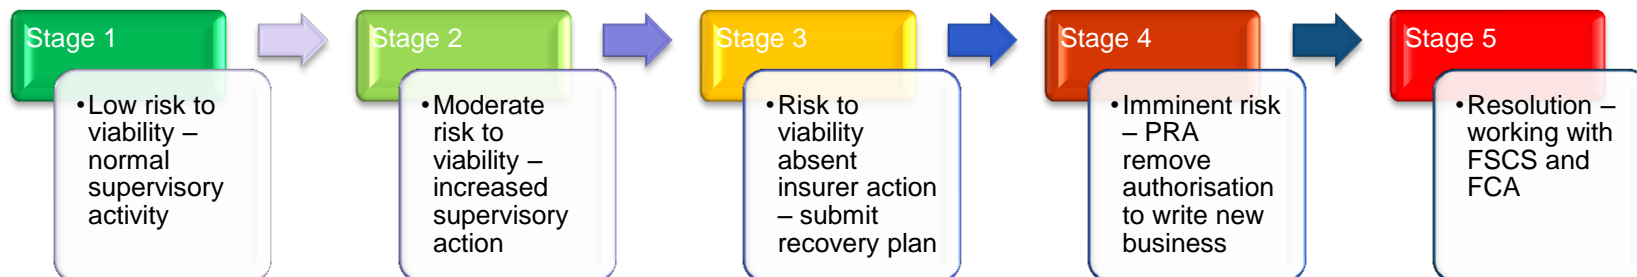 Stage 1
•Low risk to
viability –
normal
supervisory
activity
Stage 2
•Moderate
risk to
viability –
increased
supervisory
action
Stage 3
•Risk to
viability
absent
insurer action
– submit
recovery plan
Stage 4
•Imminent risk
– PRA
remove
authorisation
to write new
business
Stage 5
•Resolution –
working with
FSCS and
FCA